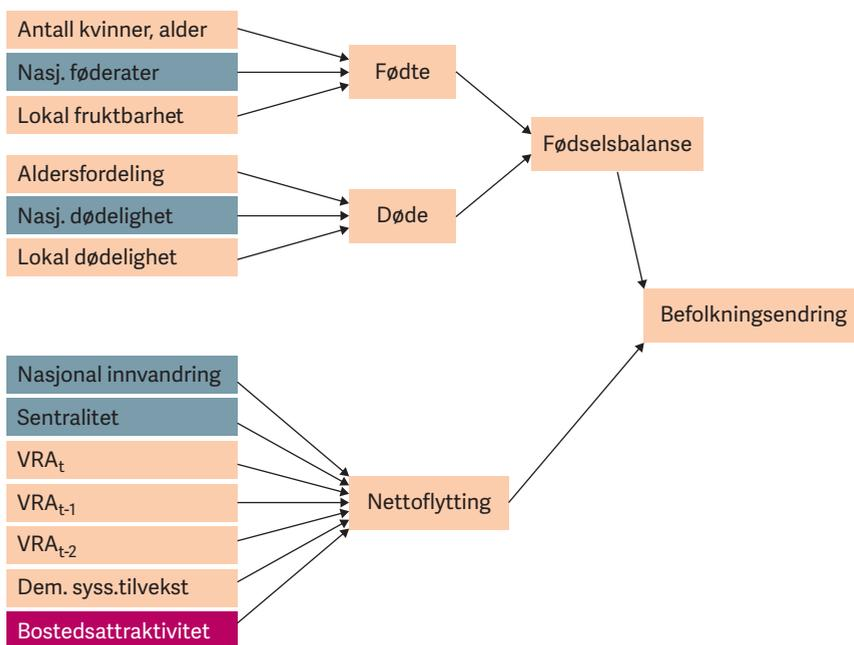 Antall kvinner, alder
Nasj. føderater
Lokal fruktbarhet
Fødte
Aldersfordeling
Nasj. dødelighet
Lokal dødelighet
Døde
Fødselsbalanse
Befolkningsendring
Nasjonal innvandring
Sentralitet
VRAt
VRAt-1
VRAt-2
Dem. syss.tilvekst
Bostedsattraktivitet
Nettoflytting